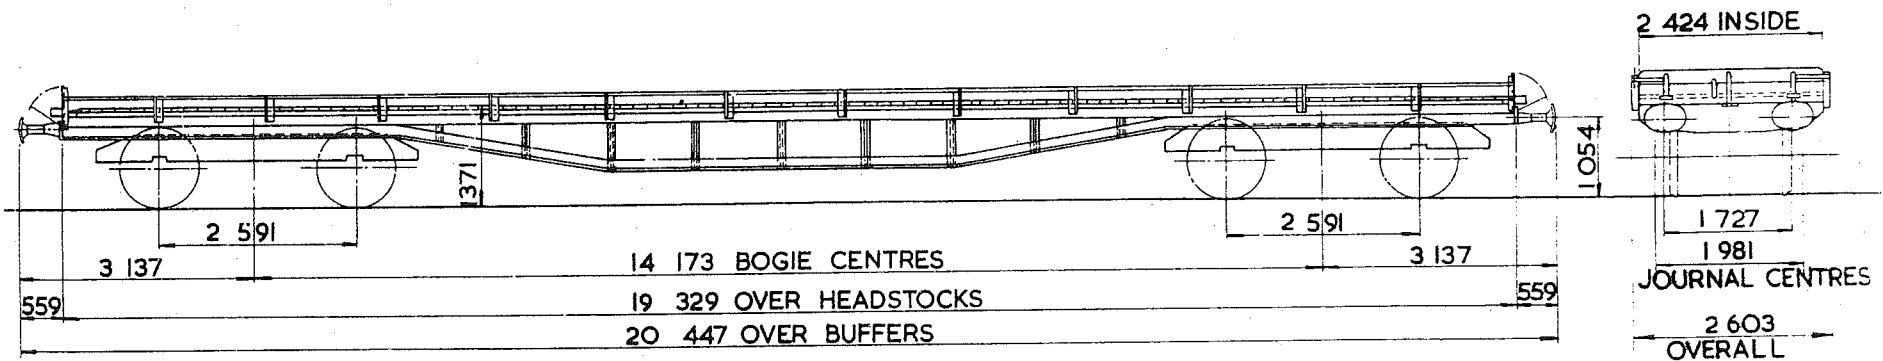 2 424 INSIDE
1371
1 054
2 591
2 591
1 727
3 137
14 173 BOGIE CENTRES
3 137
1 981
JOURNAL CENTRES
559
19 329 OVER HEADSTOCKS
559
20 447 OVER BUFFERS
2 603
OVERALL